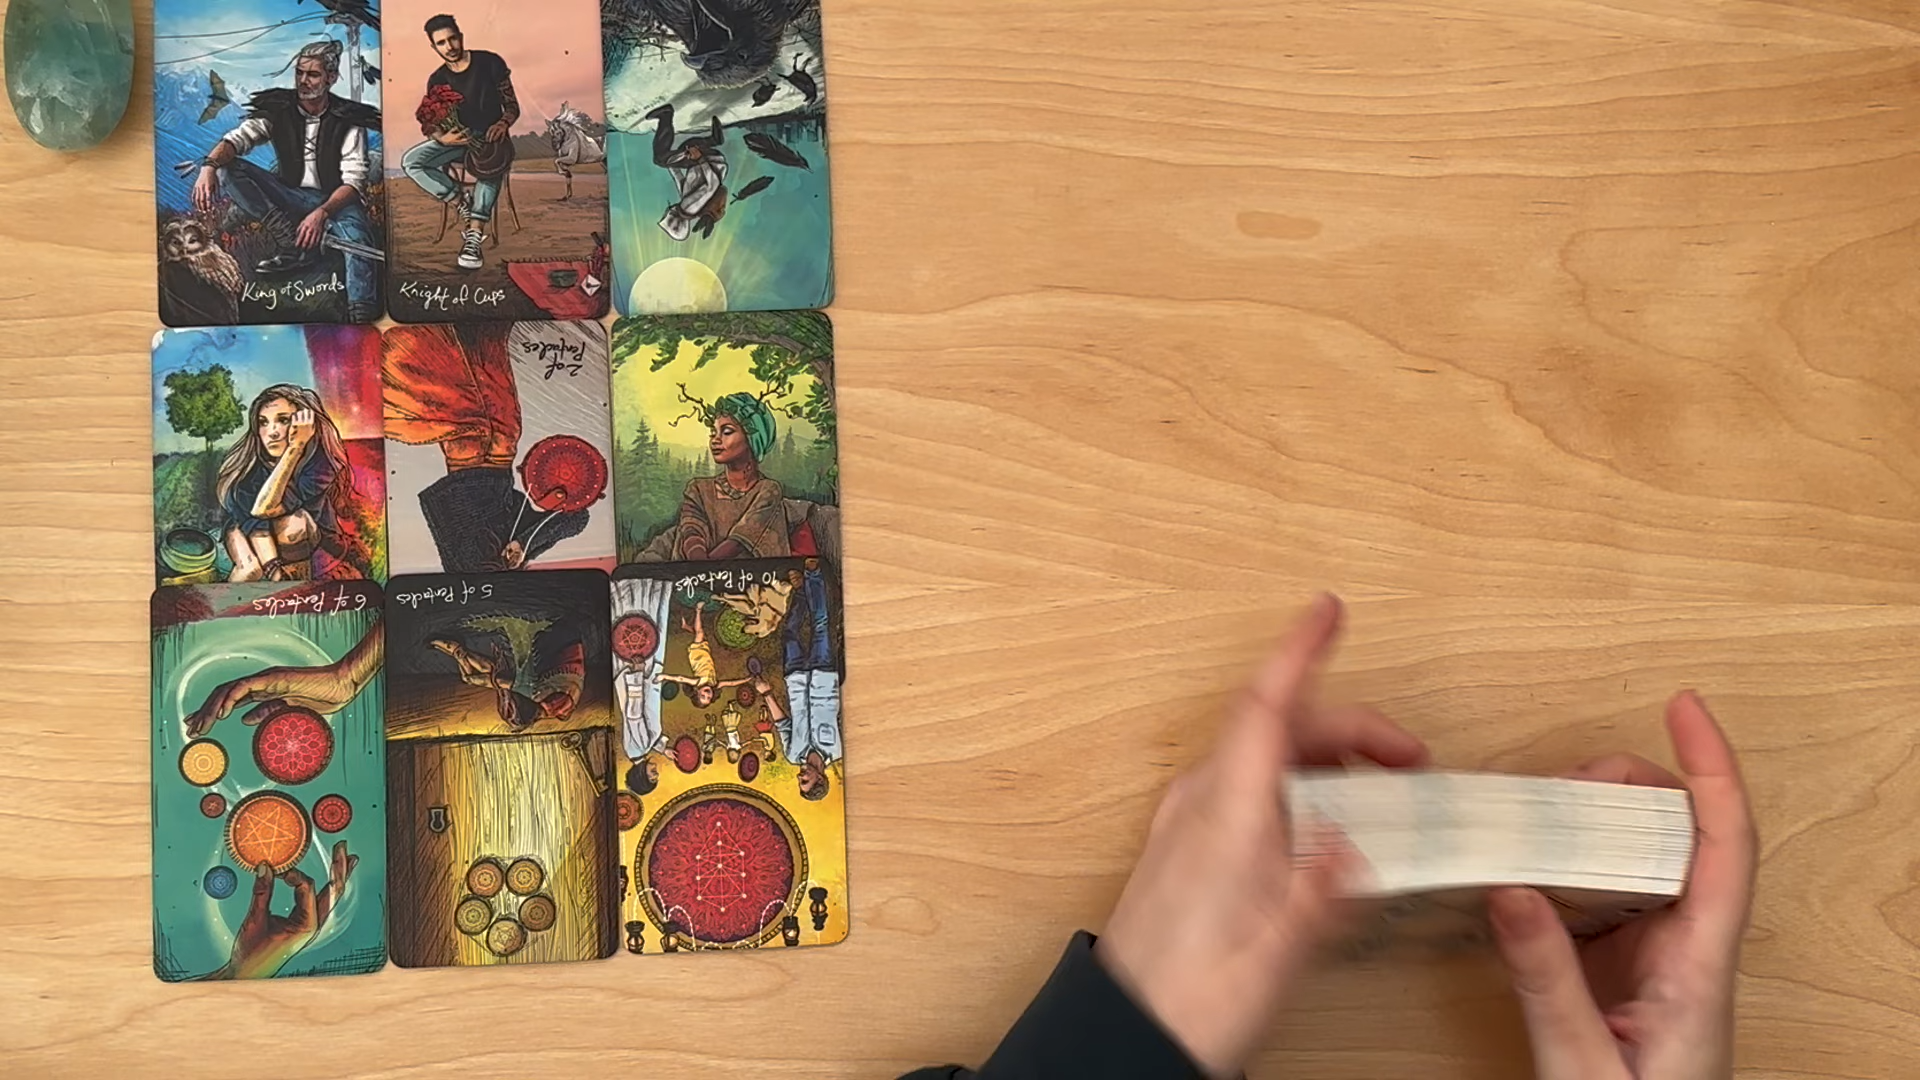 King of Swords
Knight of Cups
2 of
Pentacles
6 of Pentacles
5 of Pentacles
10 of Pentacles